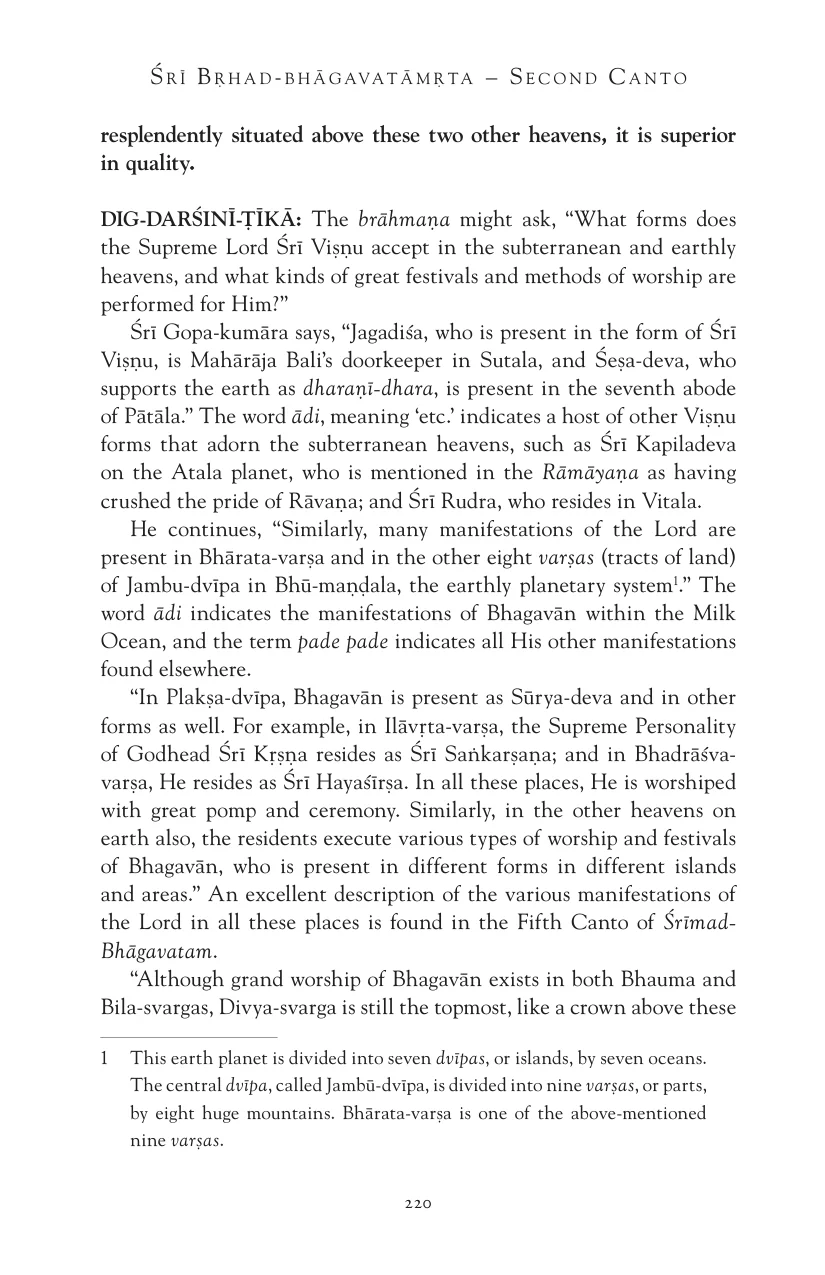 Śrī Bṛhad-bhāgavatāmṛta – Second Canto
resplendently situated above these two other heavens, it is superior
in quality.
DIG-DARŚINĪ-ṬĪKĀ: The brāhmaṇa might ask, “What forms does
the Supreme Lord Śrī Viṣṇu accept in the subterranean and earthly
heavens, and what kinds of great festivals and methods of worship are
performed for Him?”
Śrī Gopa-kumāra says, “Jagadiśa, who is present in the form of Śrī
Viṣṇu, is Mahārāja Bali’s doorkeeper in Sutala, and Śeṣa-deva, who
supports the earth as dharaṇī-dhara, is present in the seventh abode
of Pātāla.” The word ādi, meaning ‘etc.’ indicates a host of other Viṣṇu
forms that adorn the subterranean heavens, such as Śrī Kapiladeva
on the Atala planet, who is mentioned in the Rāmāyaṇa as having
crushed the pride of Rāvaṇa; and Śrī Rudra, who resides in Vitala.
He continues, “Similarly, many manifestations of the Lord are
present in Bhārata-varṣa and in the other eight varṣas (tracts of land)
of Jambu-dvīpa in Bhū-maṇḍala, the earthly planetary system1.” The
word ādi indicates the manifestations of Bhagavān within the Milk
Ocean, and the term pade pade indicates all His other manifestations
found elsewhere.
“In Plakṣa-dvīpa, Bhagavān is present as Sūrya-deva and in other
forms as well. For example, in Ilāvṛta-varṣa, the Supreme Personality
of Godhead Śrī Kṛṣṇa resides as Śrī Saṅkarṣaṇa; and in Bhadrāśva-
varṣa, He resides as Śrī Hayaśīrṣa. In all these places, He is worshiped
with great pomp and ceremony. Similarly, in the other heavens on
earth also, the residents execute various types of worship and festivals
of Bhagavān, who is present in different forms in different islands
and areas.” An excellent description of the various manifestations of
the Lord in all these places is found in the Fifth Canto of Śrīmad-
Bhāgavatam.
“Although grand worship of Bhagavān exists in both Bhauma and
Bila-svargas, Divya-svarga is still the topmost, like a crown above these
1 This earth planet is divided into seven dvīpas, or islands, by seven oceans.
The central dvīpa, called Jambū-dvīpa, is divided into nine varṣas, or parts,
by eight huge mountains. Bhārata-varṣa is one of the above-mentioned
nine varṣas.
220